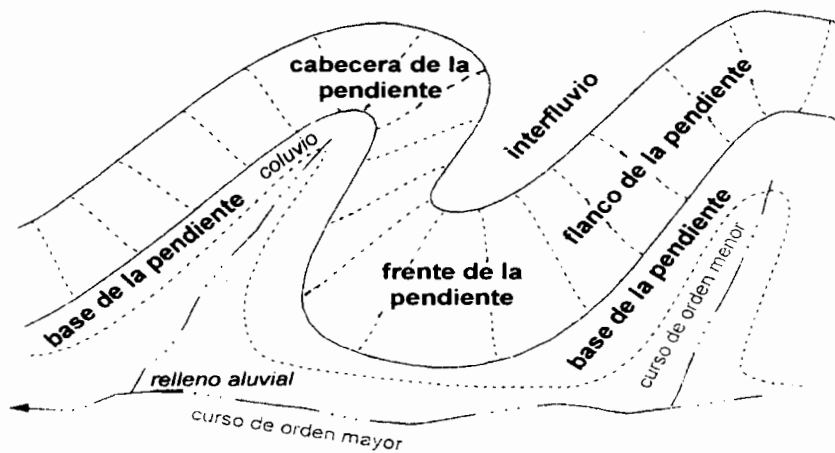 cabecera de la
pendiente
interfluvio
flanco de la pendiente
coluvio
base de la pendiente
frente de la
pendiente
base de la pendiente
curso de orden menor
relleno aluvial
curso de orden mayor